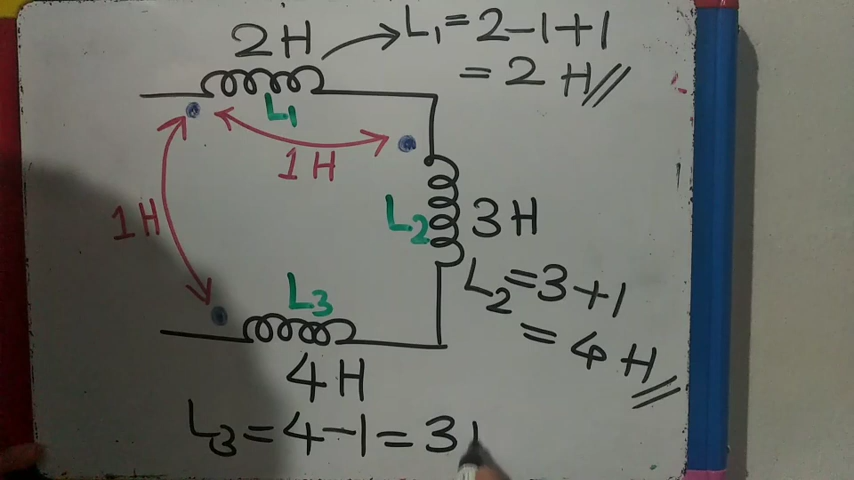 2H
L1=2-1+1
=2 H//
L1
1H
1H
L2
3H
L2=3+1
=4H//
L3
4H
L3=4-1=3